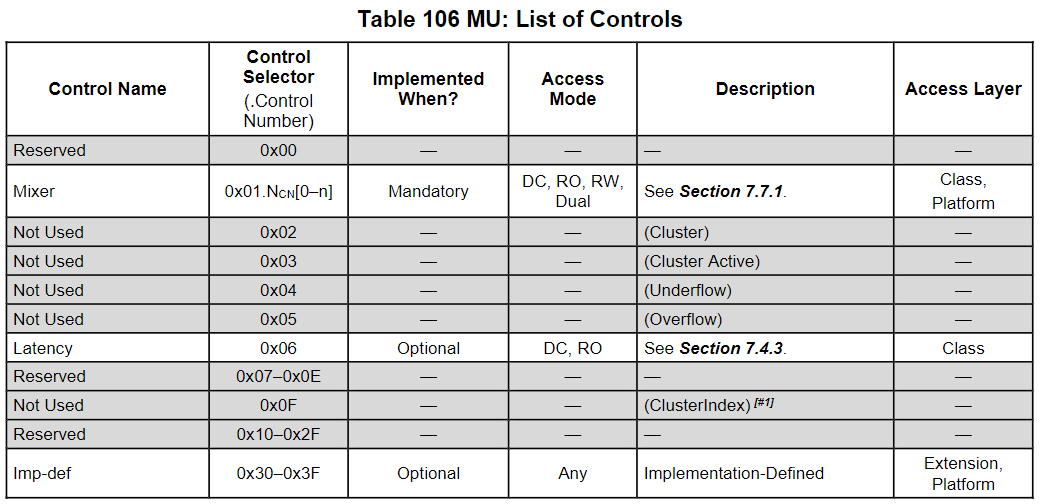 Table 106 MU: List of Controls
Control Name | Control Selector (.Control Number) | Implemented When? | Access Mode | Description | Access Layer
Reserved | 0x00 | — | — | — | —
Mixer | 0x01.NCN[0–n] | Mandatory | DC, RO, RW, Dual | See Section 7.7.1. | Class, Platform
Not Used | 0x02 | — | — | (Cluster) | —
Not Used | 0x03 | — | — | (Cluster Active) | —
Not Used | 0x04 | — | — | (Underflow) | —
Not Used | 0x05 | — | — | (Overflow) | —
Latency | 0x06 | Optional | DC, RO | See Section 7.4.3. | Class
Reserved | 0x07–0x0E | — | — | — | —
Not Used | 0x0F | — | — | (ClusterIndex) [#1] | —
Reserved | 0x10–0x2F | — | — | — | —
Imp-def | 0x30–0x3F | Optional | Any | Implementation-Defined | Extension, Platform